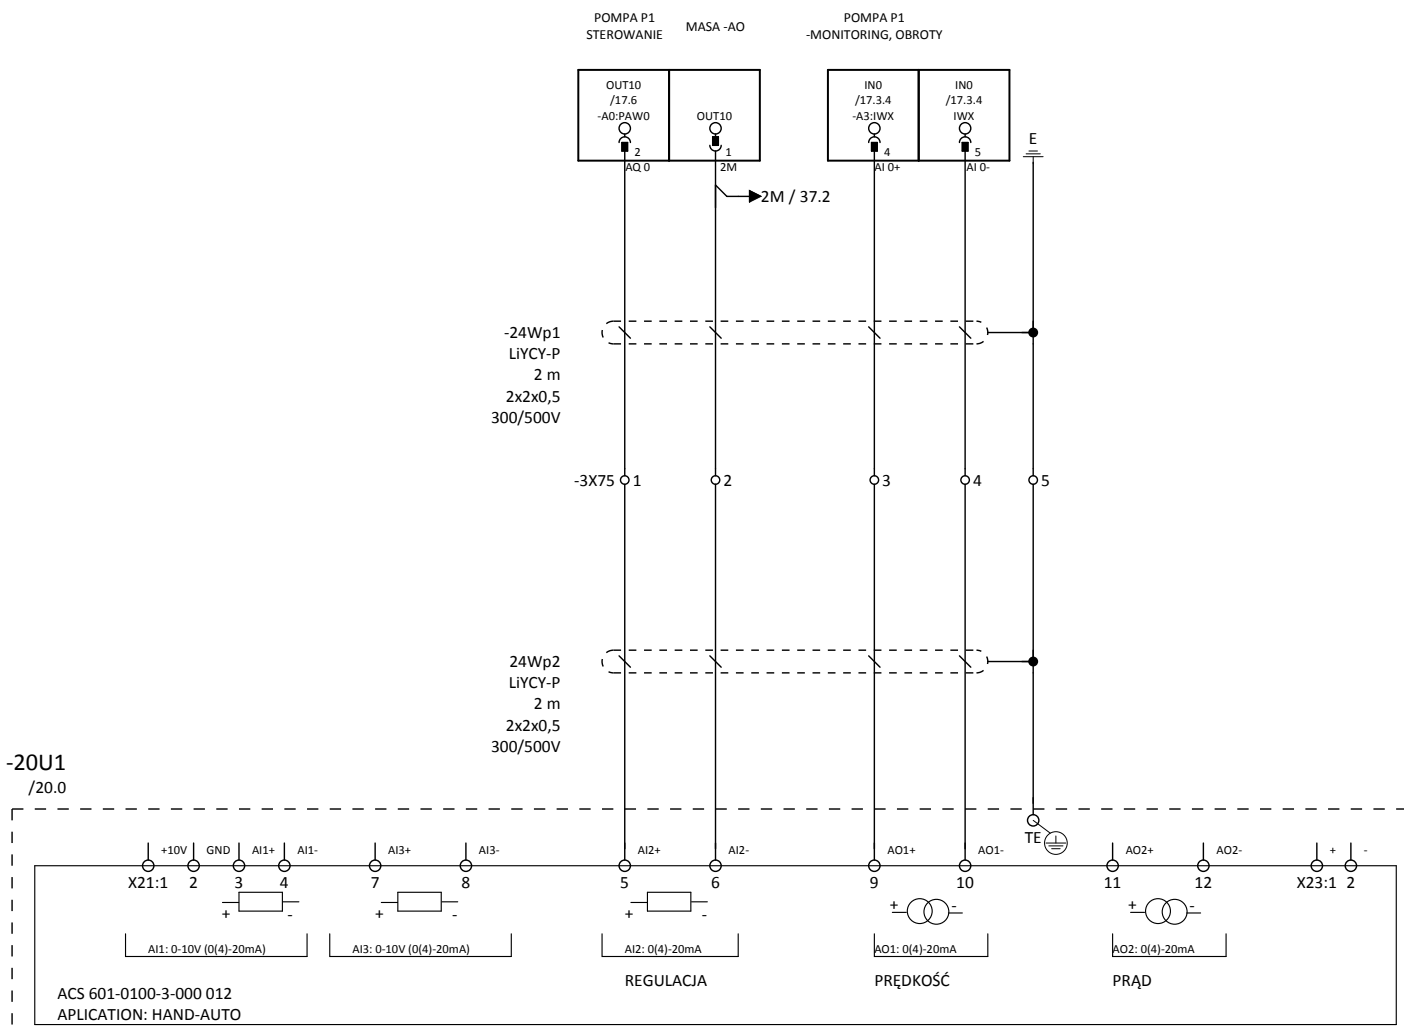 POMPA P1
STEROWANIE
MASA -AO
POMPA P1
-MONITORING, OBROTY
OUT10
/17.6
-A0:PAW0
2
AQ 0
OUT10
1
2M
IN0
/17.3.4
-A3:IWX
4
AI 0+
IN0
/17.3.4
IWX
5
AI 0-
E
2M / 37.2
-24Wp1
LiYCY-P
2 m
2x2x0,5
300/500V
-3X75 1 2 3 4 5
24Wp2
LiYCY-P
2 m
2x2x0,5
300/500V
-20U1
/20.0
TE
+10V GND AI1+ AI1- AI3+ AI3- AI2+ AI2- AO1+ AO1- AO2+ AO2- + -
X21:1 2 3 4 7 8 5 6 9 10 11 12 X23:1 2
+ - + - + - + - + -
AI1: 0-10V (0(4)-20mA) AI3: 0-10V (0(4)-20mA) AI2: 0(4)-20mA AO1: 0(4)-20mA AO2: 0(4)-20mA
REGULACJA PRĘDKOŚĆ PRĄD
ACS 601-0100-3-000 012
APLICATION: HAND-AUTO